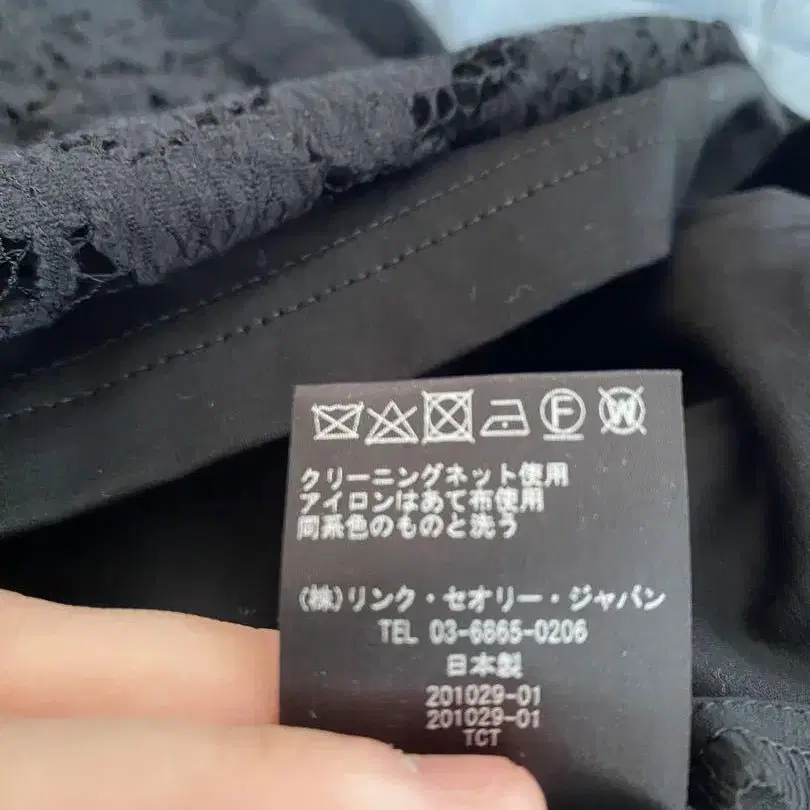 F W
クリーニングネット使用
アイロンはあて布使用
同系色のものと洗う
(株)リンク・セオリー・ジャパン
TEL 03-6865-0206
日本製
201029-01
201029-01
TCT